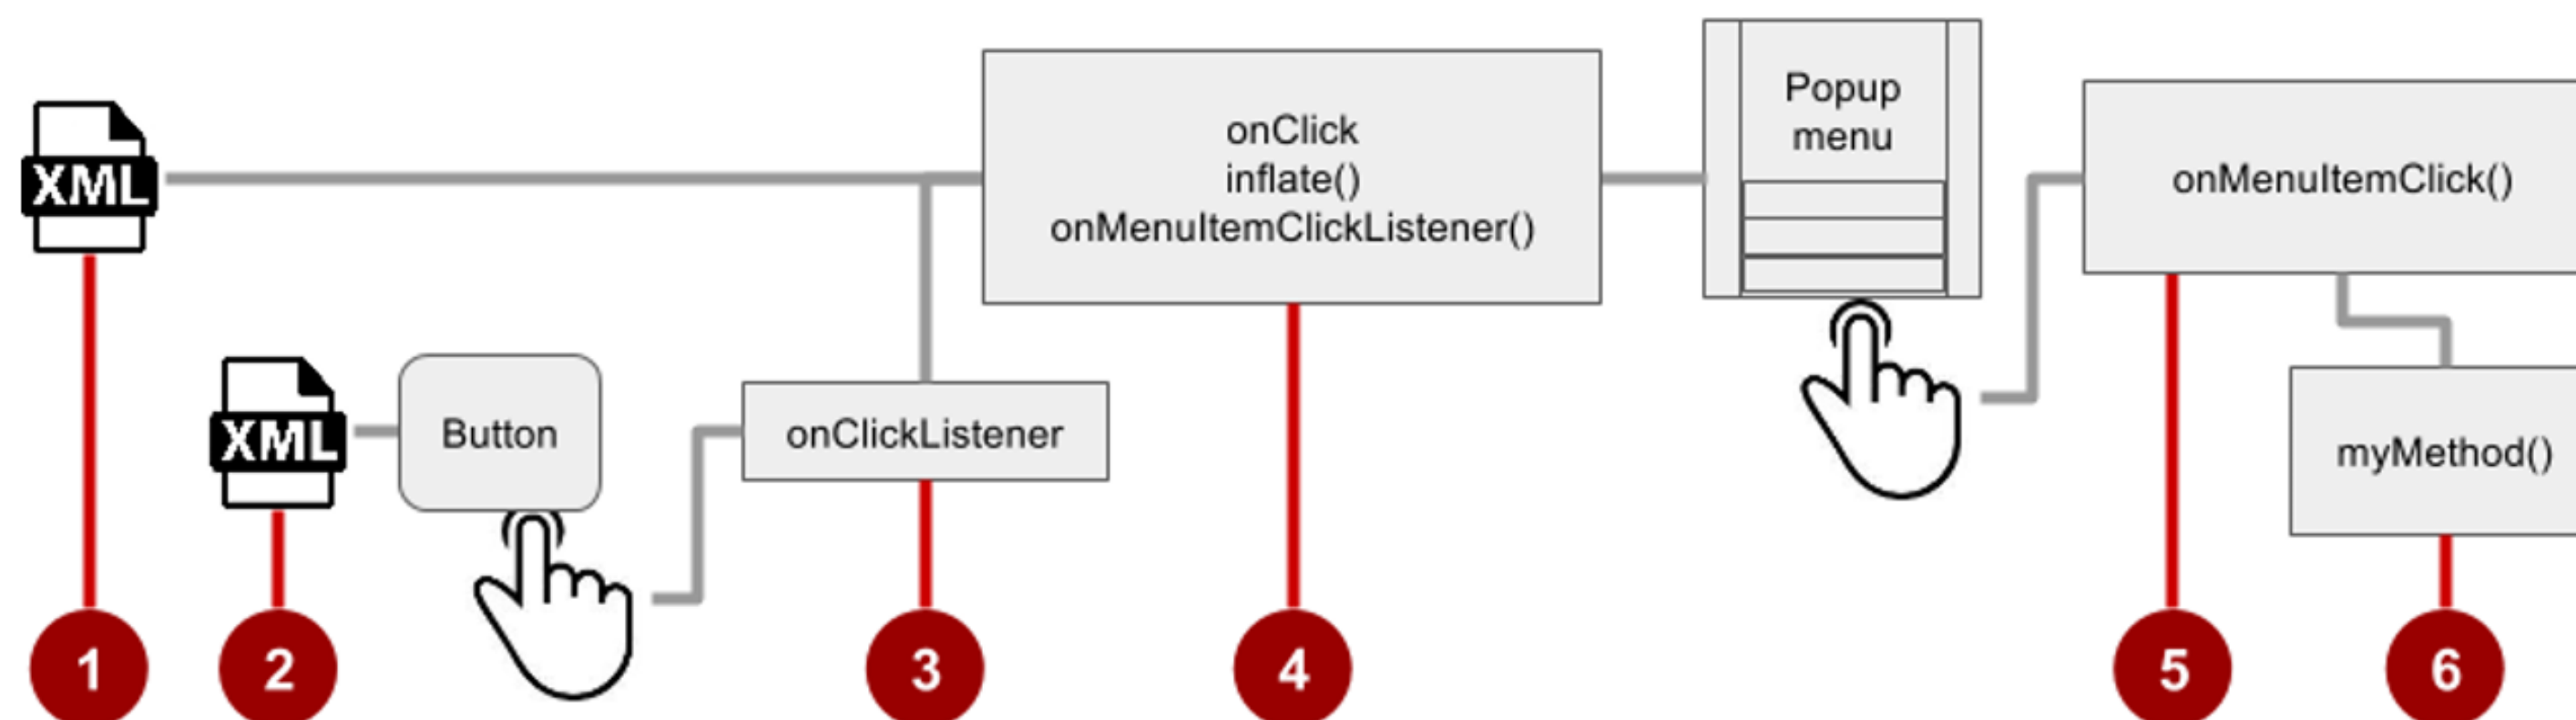 XML
onClick
inflate()
onMenuItemClickListener()
Popup
menu
onMenuItemClick()
XML
Button
onClickListener
myMethod()
1
2
3
4
5
6